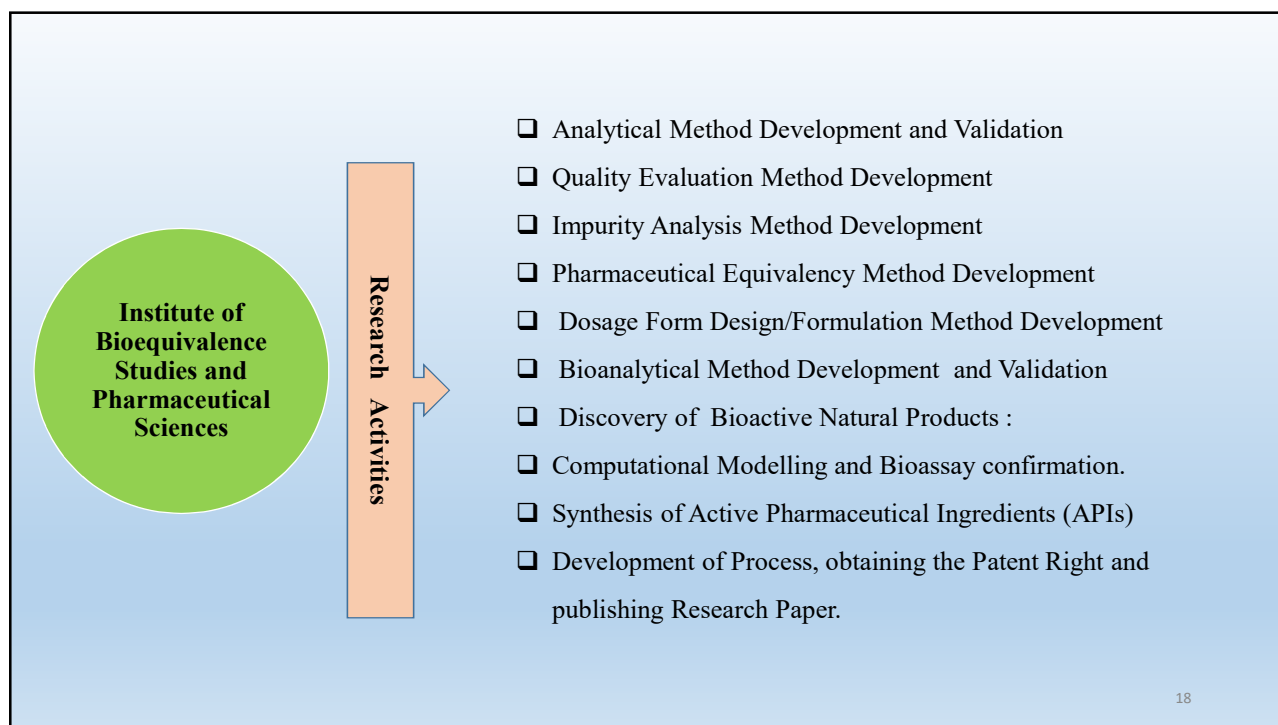 Institute of
Bioequivalence
Studies and
Pharmaceutical
Sciences
Research Activities
❑ Analytical Method Development and Validation
❑ Quality Evaluation Method Development
❑ Impurity Analysis Method Development
❑ Pharmaceutical Equivalency Method Development
❑ Dosage Form Design/Formulation Method Development
❑ Bioanalytical Method Development and Validation
❑ Discovery of Bioactive Natural Products :
❑ Computational Modelling and Bioassay confirmation.
❑ Synthesis of Active Pharmaceutical Ingredients (APIs)
❑ Development of Process, obtaining the Patent Right and
publishing Research Paper.
18